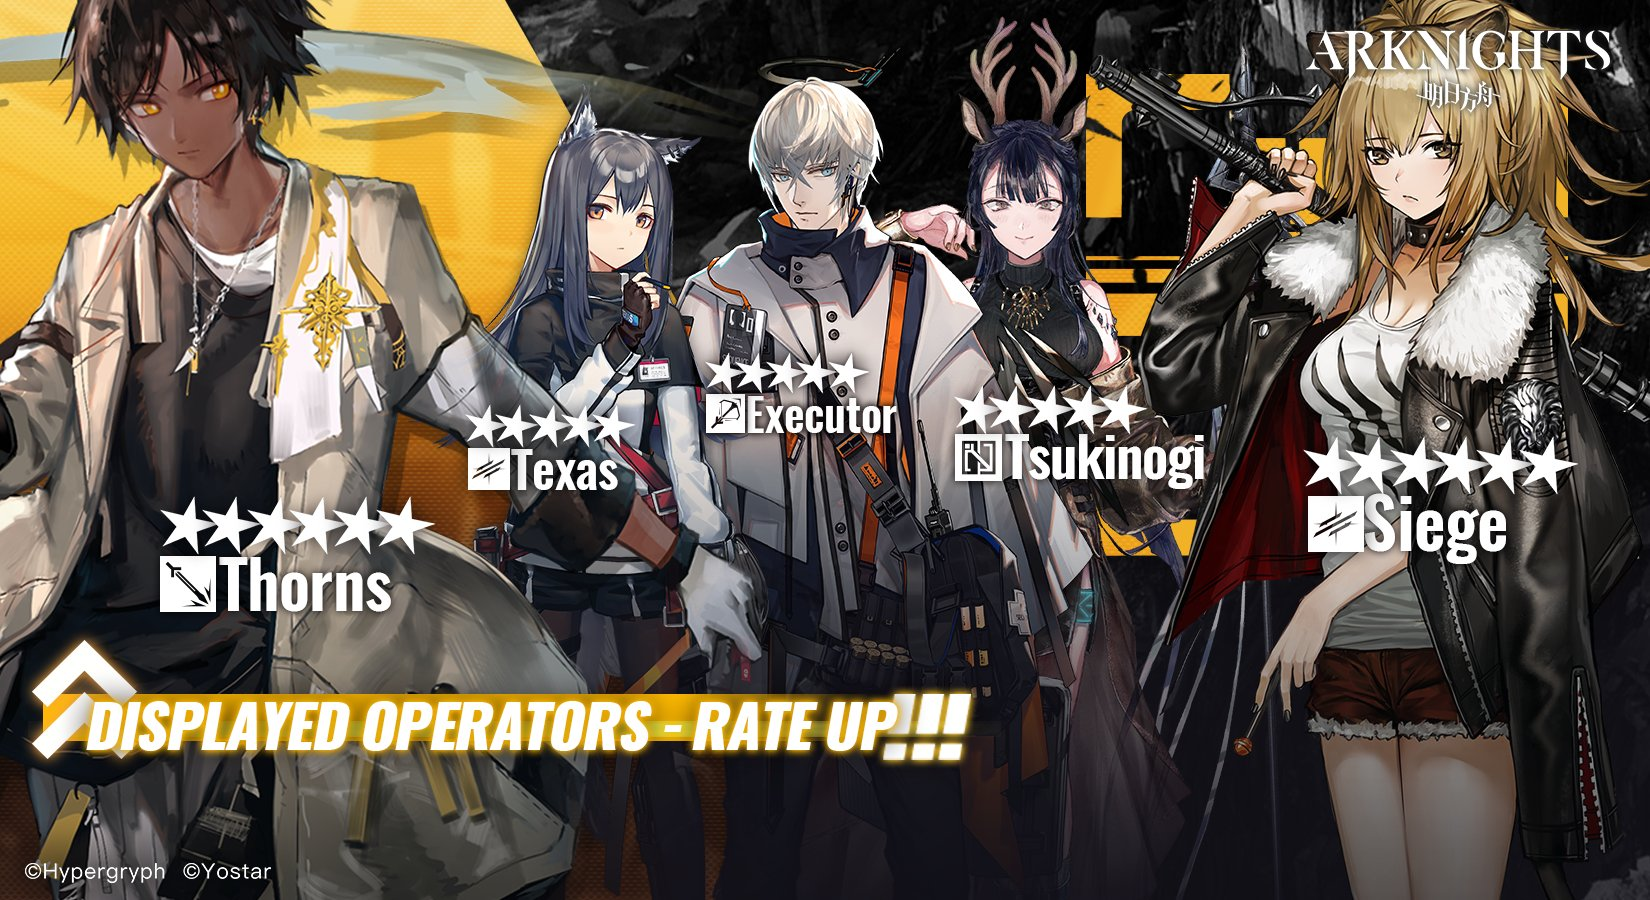 ARKNIGHTS
明日方舟
Executor
Texas
Tsukinogi
Siege
Thorns
DISPLAYED OPERATORS - RATE UP!!!
©Hypergryph ©Yostar